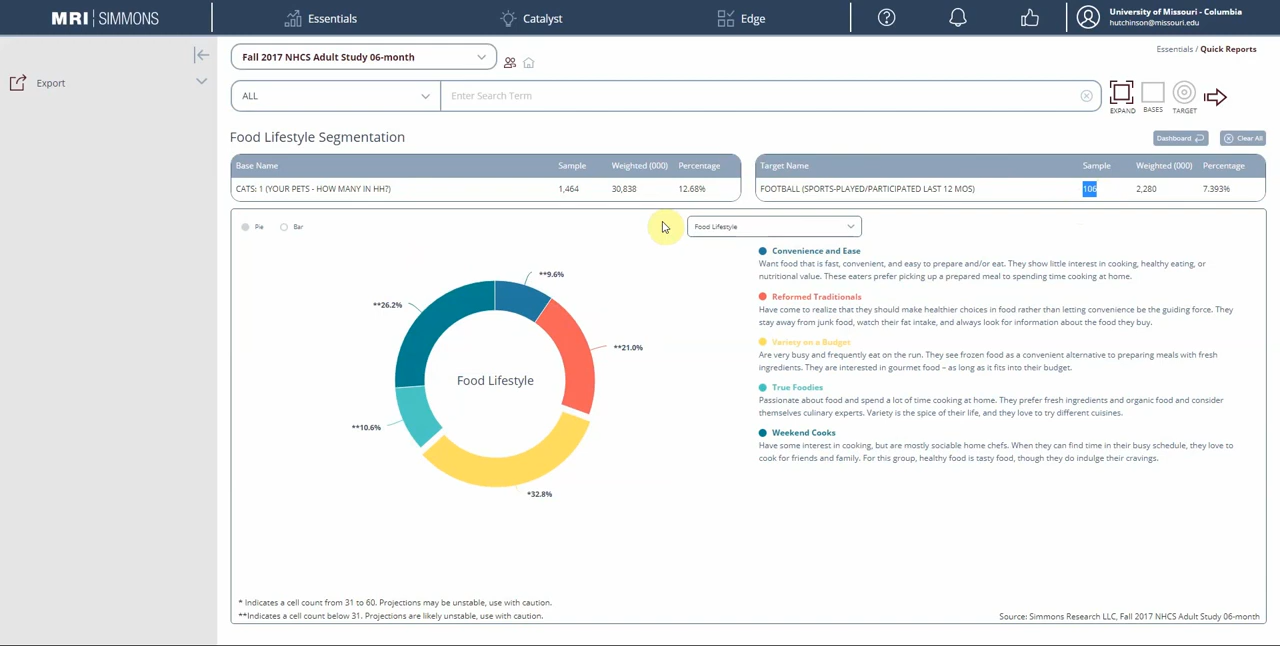 MRI | SIMMONS
Essentials
Catalyst
Edge
University of Missouri - Columbia
hutchinson@missouri.edu
Export
Fall 2017 NHCS Adult Study 06-month
Essentials / Quick Reports
ALL
Enter Search Term
EXPAND
BASES
TARGET
Food Lifestyle Segmentation
Dashboard
Clear All
Base Name Sample Weighted (000) Percentage
CATS: 1 (YOUR PETS - HOW MANY IN HH?) 1,464 30,838 12.68%
Target Name Sample Weighted (000) Percentage
FOOTBALL (SPORTS-PLAYED/PARTICIPATED LAST 12 MOS) 106 2,280 7.393%
Pie
Bar
Food Lifestyle
**9.6%
**26.2%
**21.0%
Food Lifestyle
**10.6%
*32.8%
Convenience and Ease
Want food that is fast, convenient, and easy to prepare and/or eat. They show little interest in cooking, healthy eating, or
nutritional value. These eaters prefer picking up a prepared meal to spending time cooking at home.
Reformed Traditionals
Have come to realize that they should make healthier choices in food rather than letting convenience be the guiding force. They
stay away from junk food, watch their fat intake, and always look for information about the food they buy.
Variety on a Budget
Are very busy and frequently eat on the run. They see frozen food as a convenient alternative to preparing meals with fresh
ingredients. They are interested in gourmet food – as long as it fits into their budget.
True Foodies
Passionate about food and spend a lot of time cooking at home. They prefer fresh ingredients and organic food and consider
themselves culinary experts. Variety is the spice of their life, and they love to try different cuisines.
Weekend Cooks
Have some interest in cooking, but are mostly sociable home chefs. When they can find time in their busy schedule, they love to
cook for friends and family. For this group, healthy food is tasty food, though they do indulge their cravings.
* Indicates a cell count from 31 to 60. Projections may be unstable, use with caution.
**Indicates a cell count below 31. Projections are likely unstable, use with caution.
Source: Simmons Research LLC, Fall 2017 NHCS Adult Study 06-month